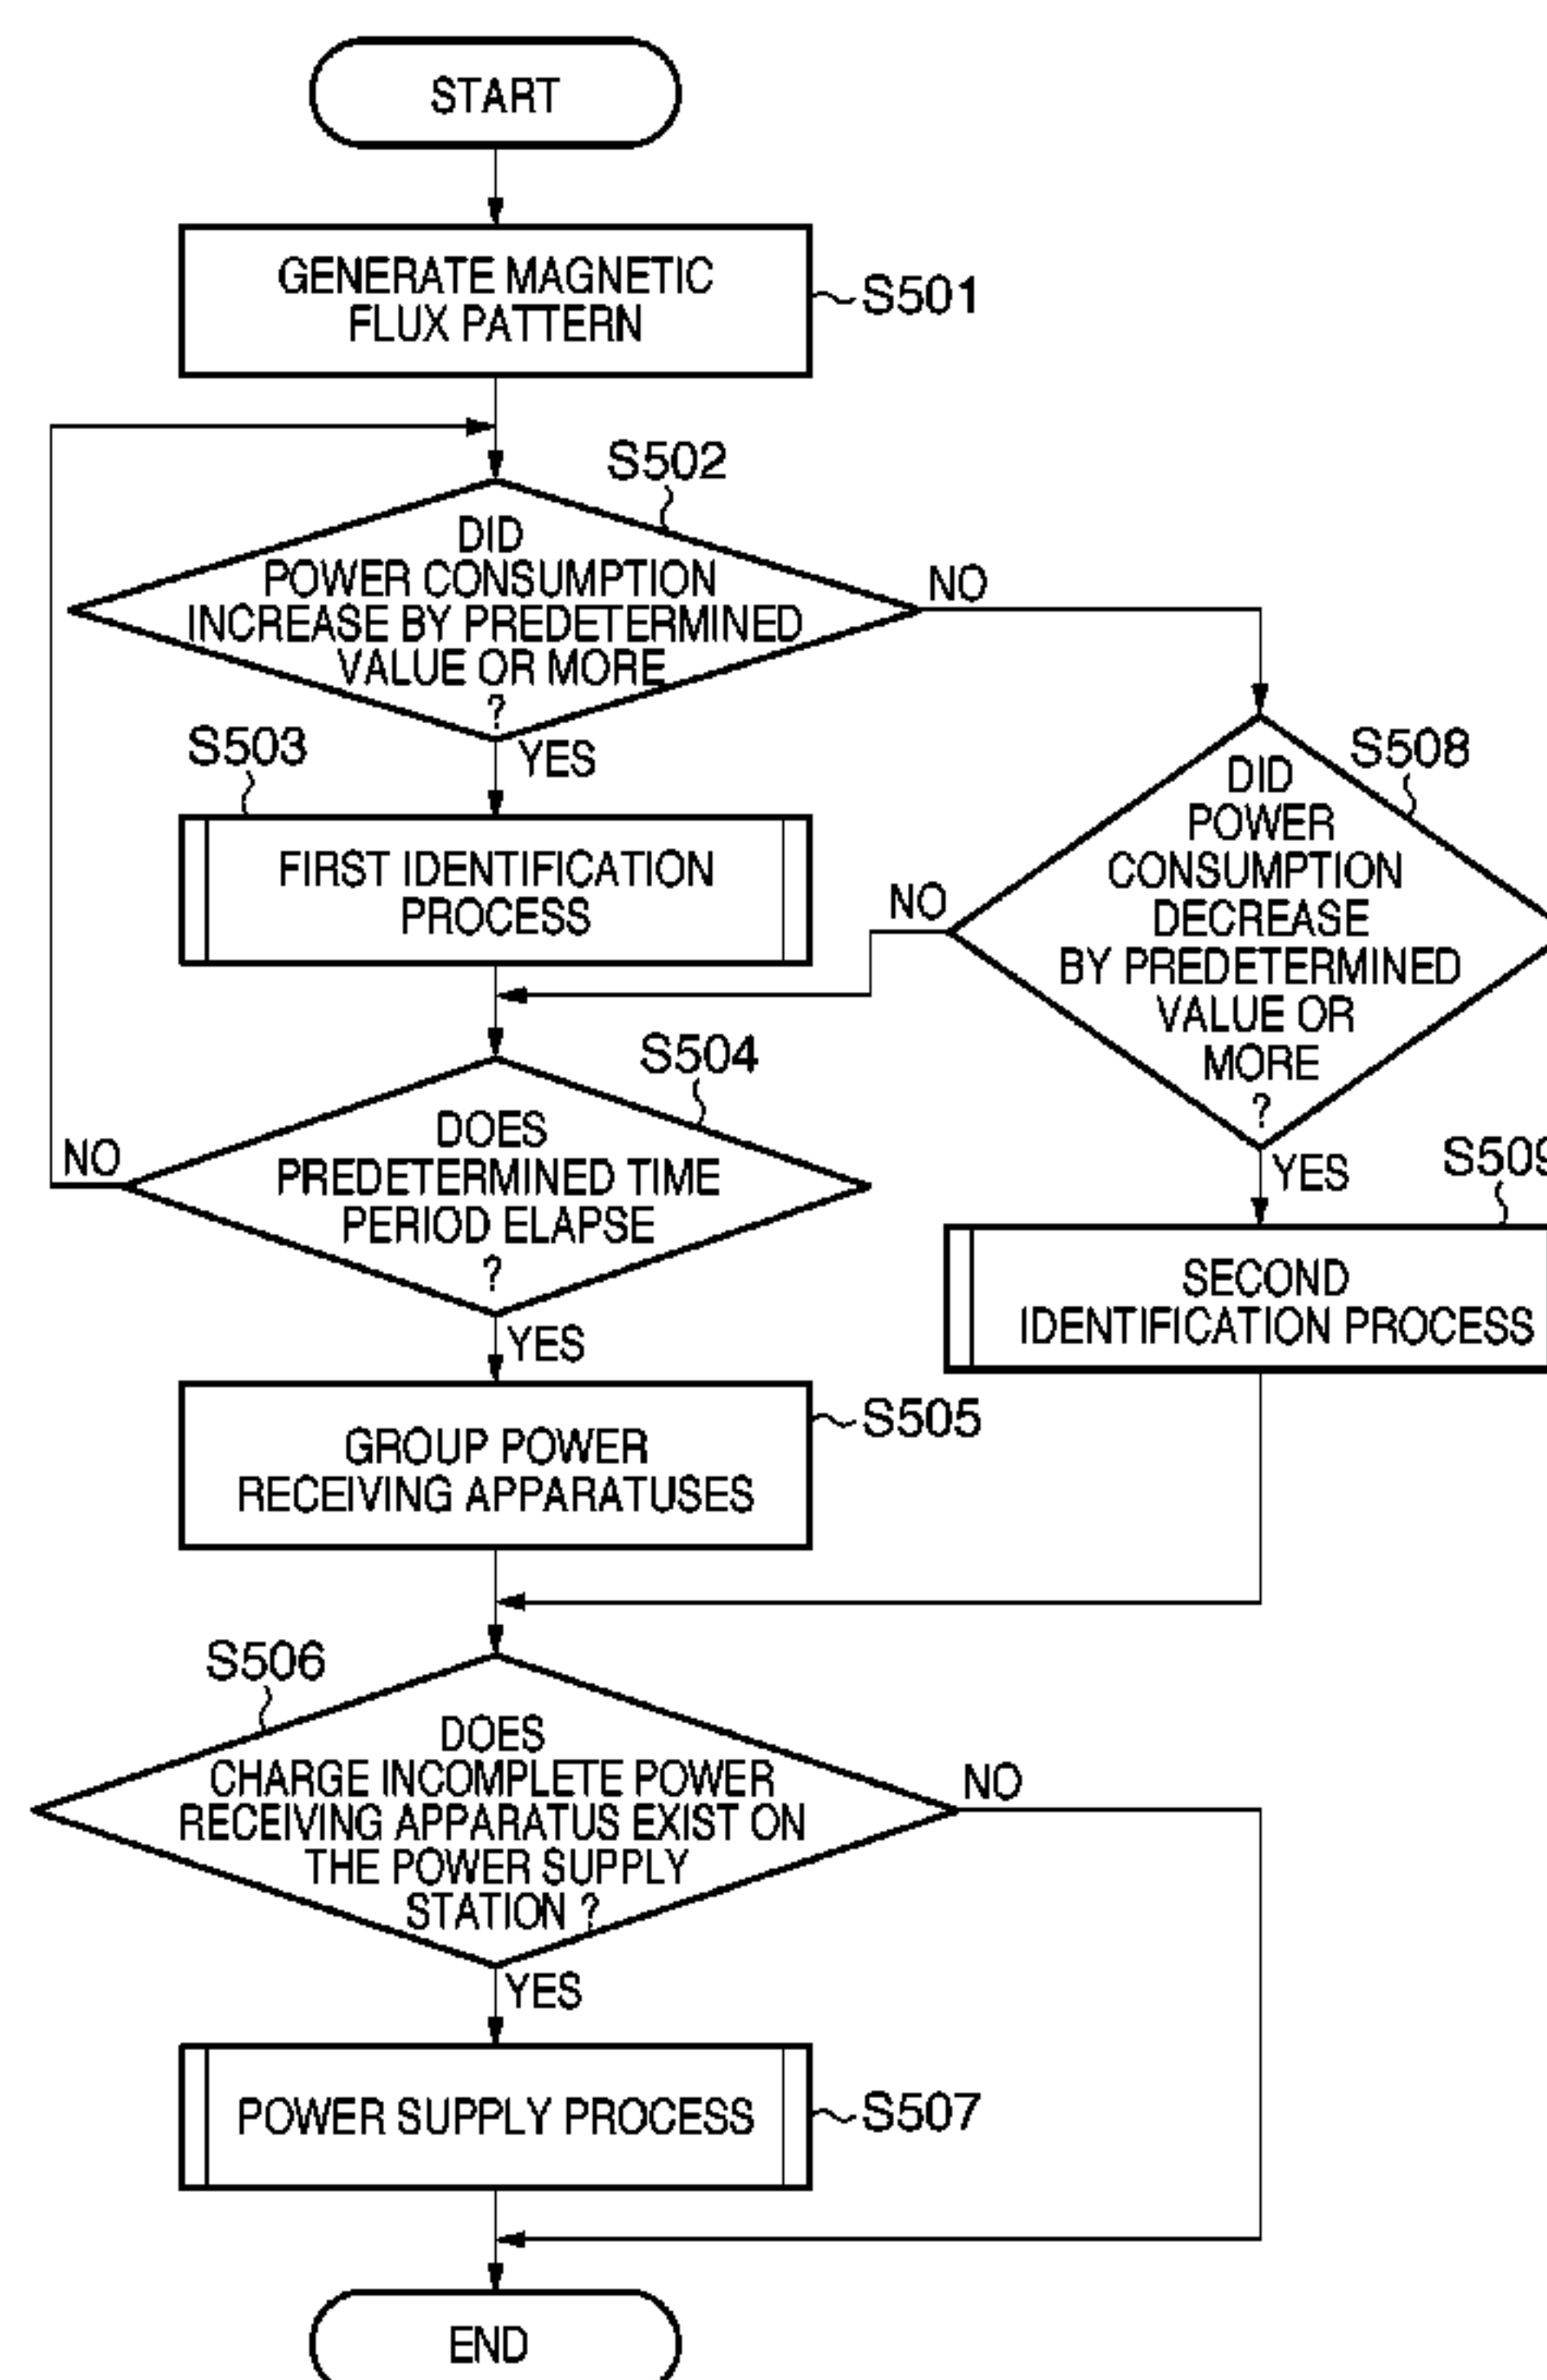 START
GENERATE MAGNETIC
FLUX PATTERN
S501
S502
DID
POWER CONSUMPTION
INCREASE BY PREDETERMINED
VALUE OR MORE
?
NO
YES
S503
FIRST IDENTIFICATION
PROCESS
S508
DID
POWER
CONSUMPTION
DECREASE
BY PREDETERMINED
VALUE OR
MORE
?
NO
YES
S504
DOES
PREDETERMINED TIME
PERIOD ELAPSE
?
NO
YES
S509
SECOND
IDENTIFICATION PROCESS
GROUP POWER
RECEIVING APPARATUSES
S505
S506
DOES
CHARGE INCOMPLETE POWER
RECEIVING APPARATUS EXIST ON
THE POWER SUPPLY
STATION ?
NO
YES
POWER SUPPLY PROCESS
S507
END